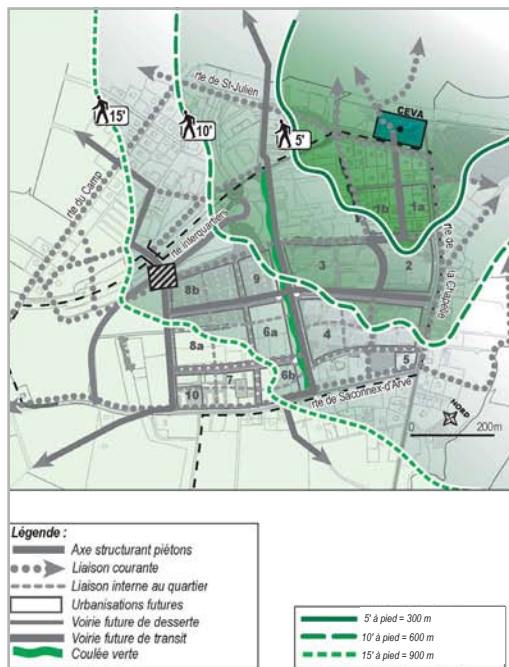 15'
10'
5'
rte de St-Julien
CEVA
rte du Camp
rte interquartiers
1b
1a
rte de la Chapelle
3
2
9
8b
6a
4
8a
5
7
6b
10
rte de Saconnex-d'Arve
NORD
0 200m
Légende :
Axe structurant piétons
Liaison courante
Liaison interne au quartier
Urbanisations futures
Voirie future de desserte
Voirie future de transit
Coulée verte
5' à pied = 300 m
10' à pied = 600 m
15' à pied = 900 m